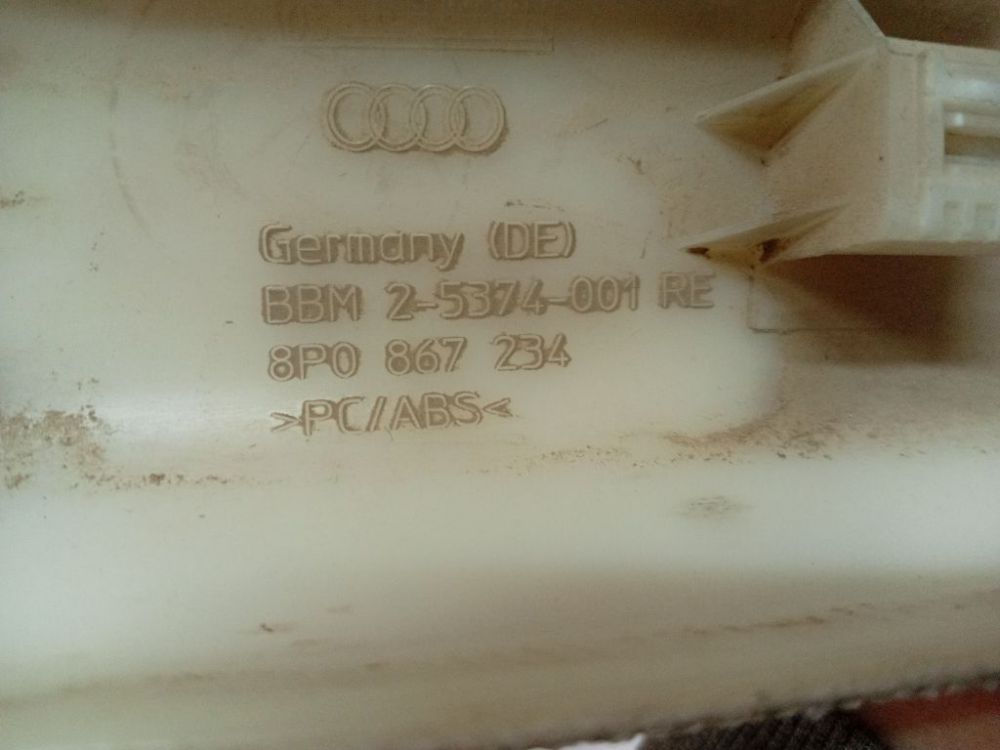 Germany (DE)
BBM 2-5374-001 RE
8P0 867 234
>PC/ABS<